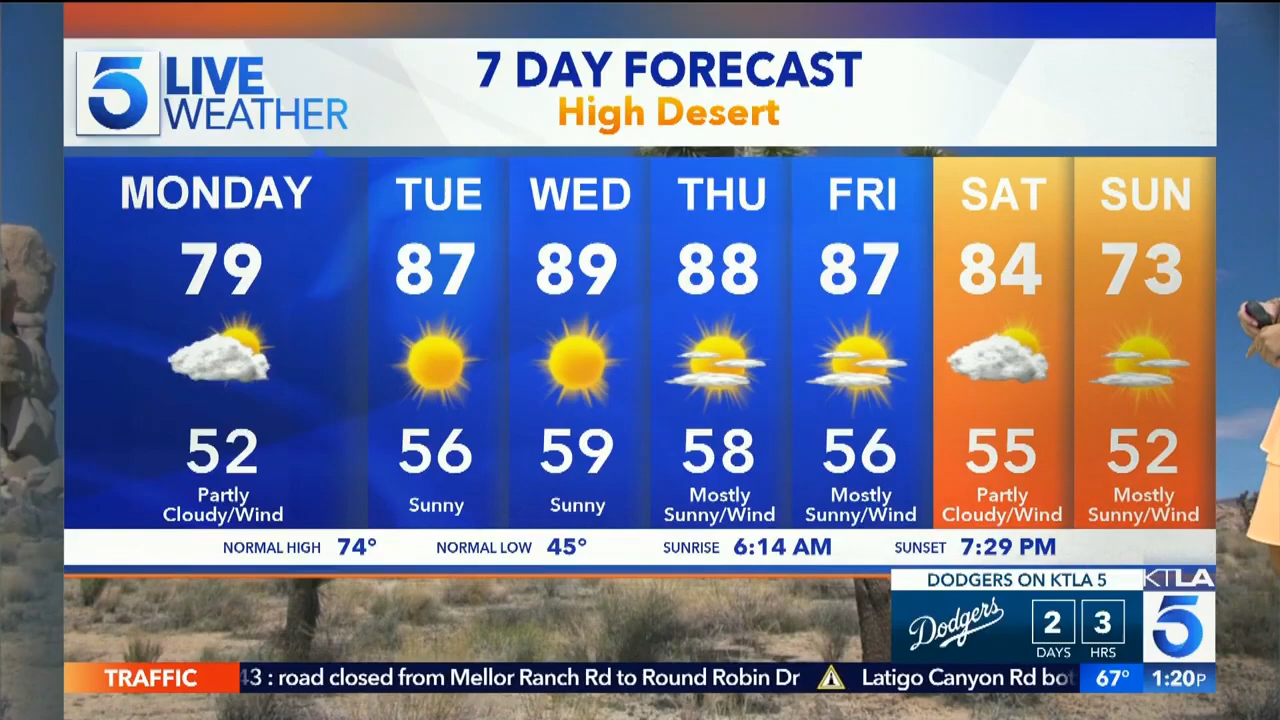 5 LIVE
WEATHER
7 DAY FORECAST
High Desert
MONDAY TUE WED THU FRI SAT SUN
79 87 89 88 87 84 73
52 56 59 58 56 55 52
Partly
Cloudy/Wind
Sunny
Sunny
Mostly
Sunny/Wind
Mostly
Sunny/Wind
Partly
Cloudy/Wind
Mostly
Sunny/Wind
NORMAL HIGH 74° NORMAL LOW 45° SUNRISE 6:14 AM SUNSET 7:29 PM
DODGERS ON KTLA 5
Dodgers
2 3
DAYS HRS
KTLA
5
TRAFFIC 43 : road closed from Mellor Ranch Rd to Round Robin Dr Latigo Canyon Rd bot 67° 1:20P